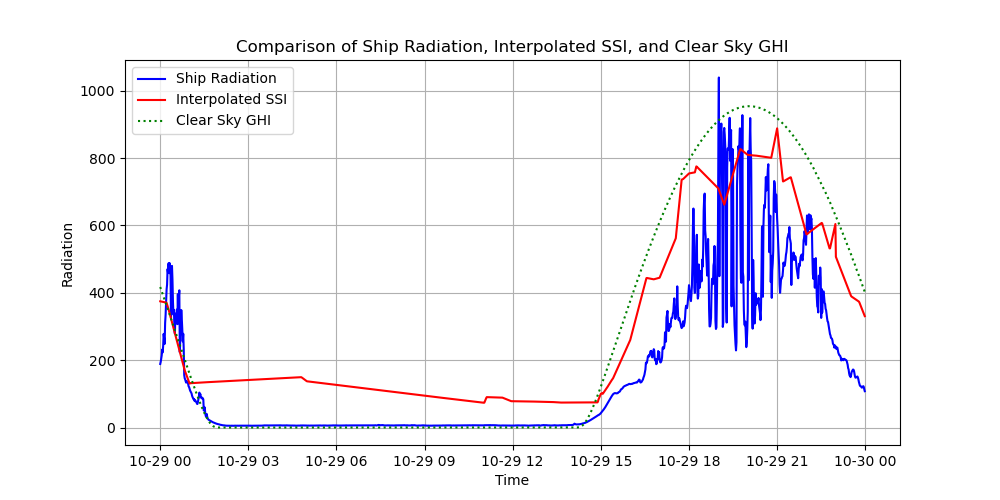 Comparison of Ship Radiation, Interpolated SSI, and Clear Sky GHI
Ship Radiation
Interpolated SSI
Clear Sky GHI
Radiation
1000
800
600
400
200
0
10-29 00 10-29 03 10-29 06 10-29 09 10-29 12 10-29 15 10-29 18 10-29 21 10-30 00
Time